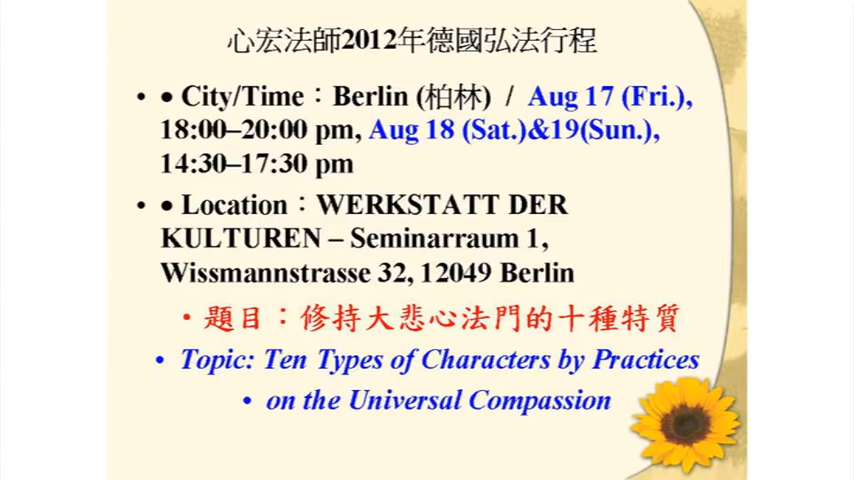 心宏法師2012年德國弘法行程
• • City/Time：Berlin (柏林) / Aug 17 (Fri.),
18:00–20:00 pm, Aug 18 (Sat.)&19(Sun.),
14:30–17:30 pm
• • Location：WERKSTATT DER
KULTUREN – Seminarraum 1,
Wissmannstrasse 32, 12049 Berlin
• 題目：修持大悲心法門的十種特質
• Topic: Ten Types of Characters by Practices
• on the Universal Compassion